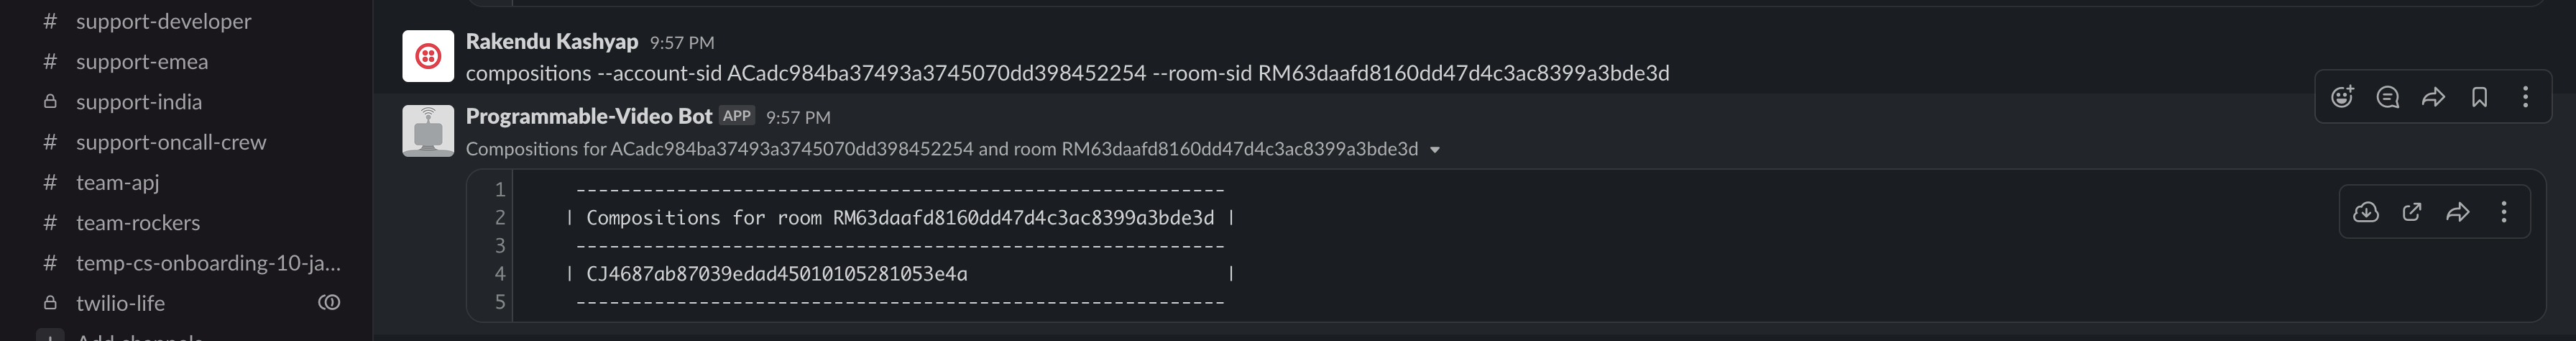 # support-developer
# support-emea
support-india
# support-oncall-crew
# team-apj
# team-rockers
# temp-cs-onboarding-10-ja...
twilio-life
Rakendu Kashyap 9:57 PM
compositions --account-sid ACadc984ba37493a3745070dd398452254 --room-sid RM63daafd8160dd47d4c3ac8399a3bde3d
Programmable-Video Bot APP 9:57 PM
Compositions for ACadc984ba37493a3745070dd398452254 and room RM63daafd8160dd47d4c3ac8399a3bde3d
1 ----------------------------------------------------------
2 | Compositions for room RM63daafd8160dd47d4c3ac8399a3bde3d |
3 ----------------------------------------------------------
4 | CJ4687ab87039edad45010105281053e4a |
5 ----------------------------------------------------------